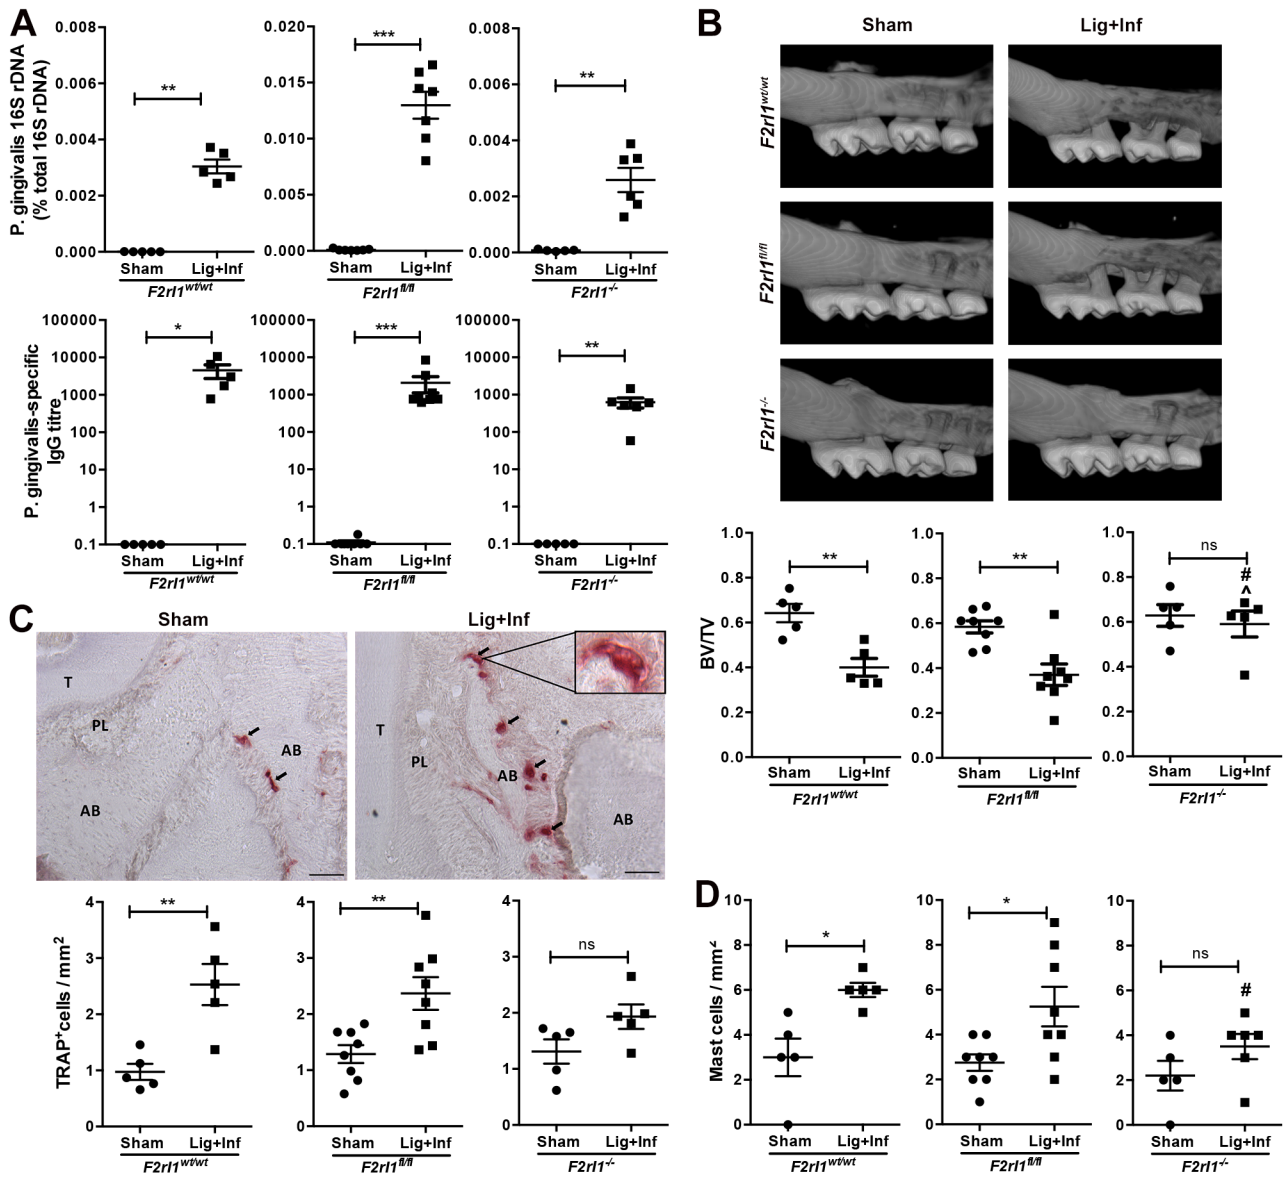 A
P. gingivalis 16S rDNA
(% total 16S rDNA)
0.008
0.006
0.004
0.002
0.000
**
Sham Lig+Inf
F2rl1wt/wt
0.020
0.015
0.010
0.005
0.000
***
Sham Lig+Inf
F2rl1fl/fl
0.008
0.006
0.004
0.002
0.000
**
Sham Lig+Inf
F2rl1-/-
P. gingivalis-specific
IgG titre
100000
10000
1000
100
10
1
0.1
*
Sham Lig+Inf
F2rl1wt/wt
100000
10000
1000
100
10
1
0.1
***
Sham Lig+Inf
F2rl1fl/fl
100000
10000
1000
100
10
1
0.1
**
Sham Lig+Inf
F2rl1-/-
B
Sham Lig+Inf
F2rl1wt/wt
F2rl1fl/fl
F2rl1-/-
BV/TV
1.0
0.8
0.6
0.4
0.2
0.0
**
Sham Lig+Inf
F2rl1wt/wt
1.0
0.8
0.6
0.4
0.2
0.0
**
Sham Lig+Inf
F2rl1fl/fl
1.0
0.8
0.6
0.4
0.2
0.0
ns
#
^
Sham Lig+Inf
F2rl1-/-
C
Sham Lig+Inf
T
PL
AB
AB
T
PL
AB
AB
TRAP+cells / mm2
4
3
2
1
0
**
Sham Lig+Inf
F2rl1wt/wt
4
3
2
1
0
**
Sham Lig+Inf
F2rl1fl/fl
4
3
2
1
0
ns
Sham Lig+Inf
F2rl1-/-
D
Mast cells / mm2
10
8
6
4
2
0
*
Sham Lig+Inf
F2rl1wt/wt
10
8
6
4
2
0
*
Sham Lig+Inf
F2rl1fl/fl
10
8
6
4
2
0
ns
#
Sham Lig+Inf
F2rl1-/-